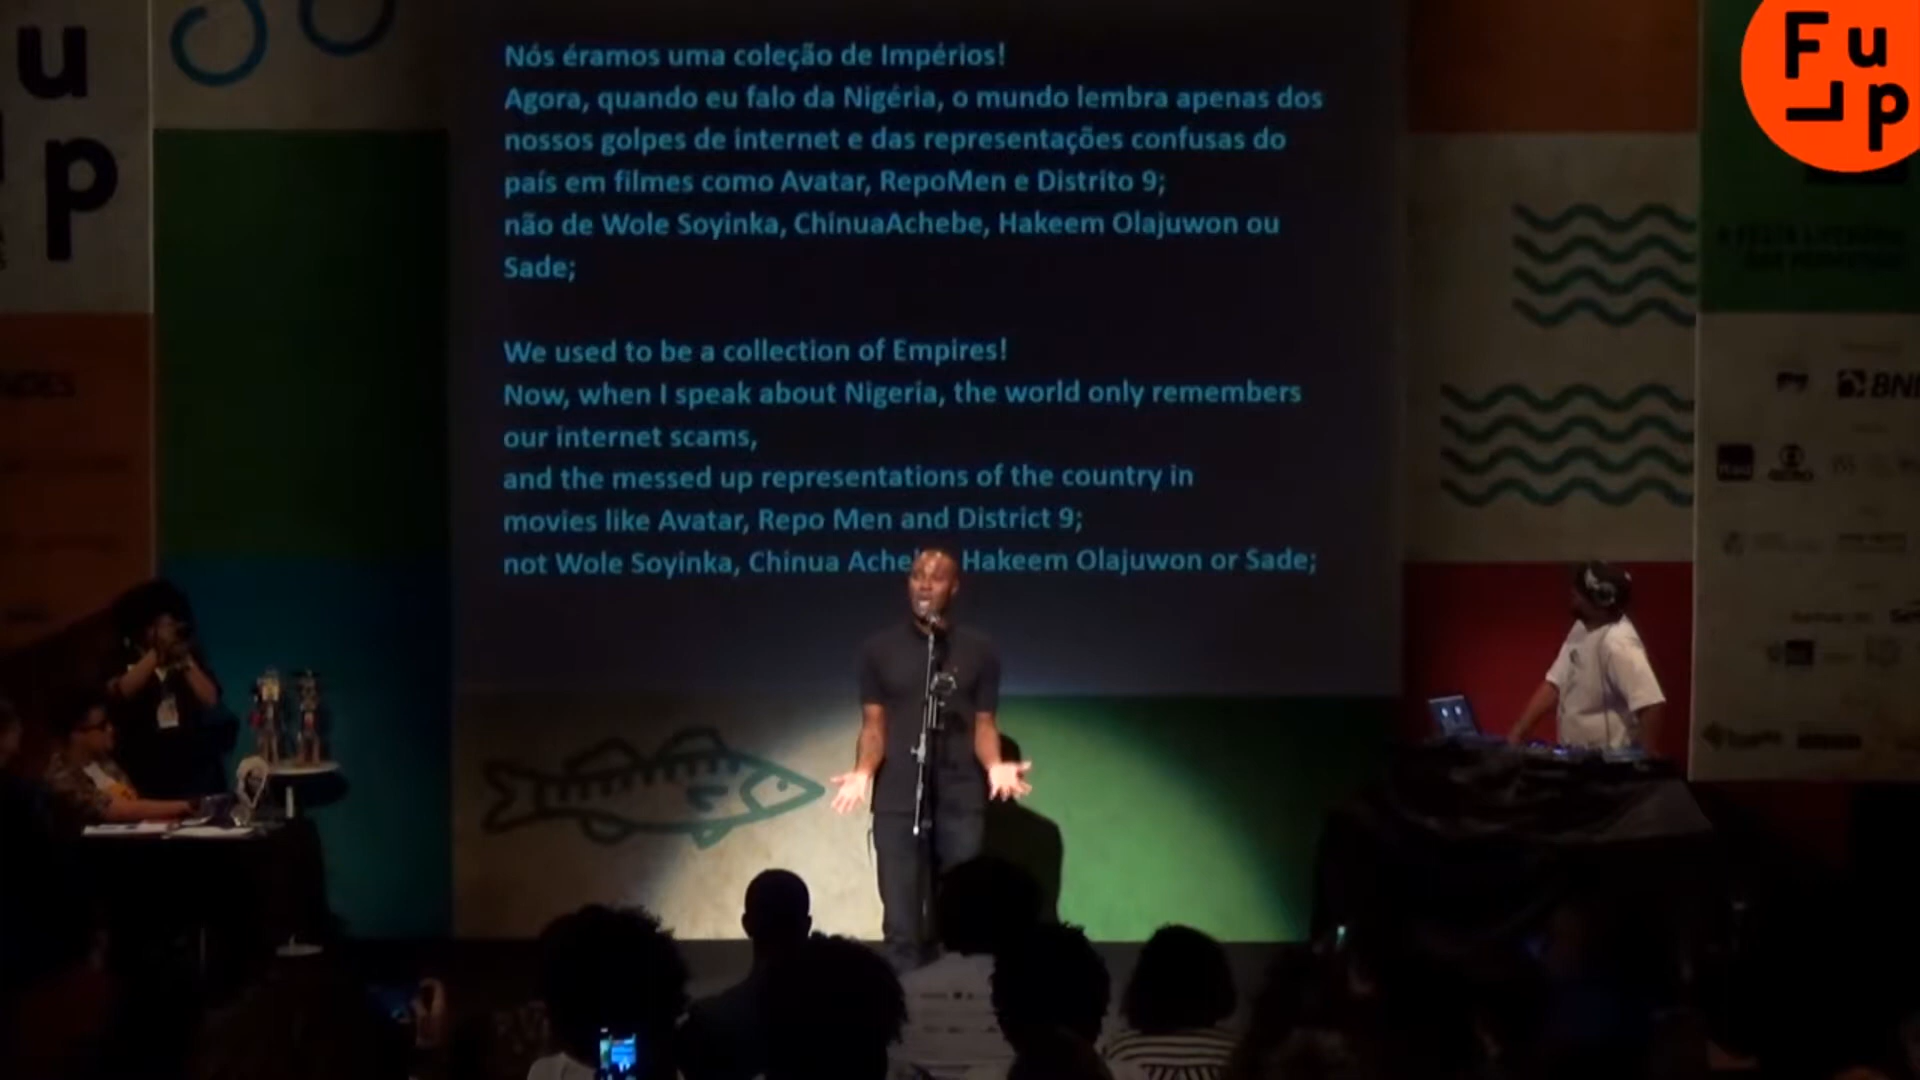 Nós éramos uma coleção de Impérios!
Agora, quando eu falo da Nigéria, o mundo lembra apenas dos
nossos golpes de internet e das representações confusas do
país em filmes como Avatar, RepoMen e Distrito 9;
não de Wole Soyinka, ChinuaAchebe, Hakeem Olajuwon ou
Sade;
We used to be a collection of Empires!
Now, when I speak about Nigeria, the world only remembers
our internet scams,
and the messed up representations of the country in
movies like Avatar, Repo Men and District 9;
not Wole Soyinka, Chinua Ache Hakeem Olajuwon or Sade;
Fu
up
u
p
BND